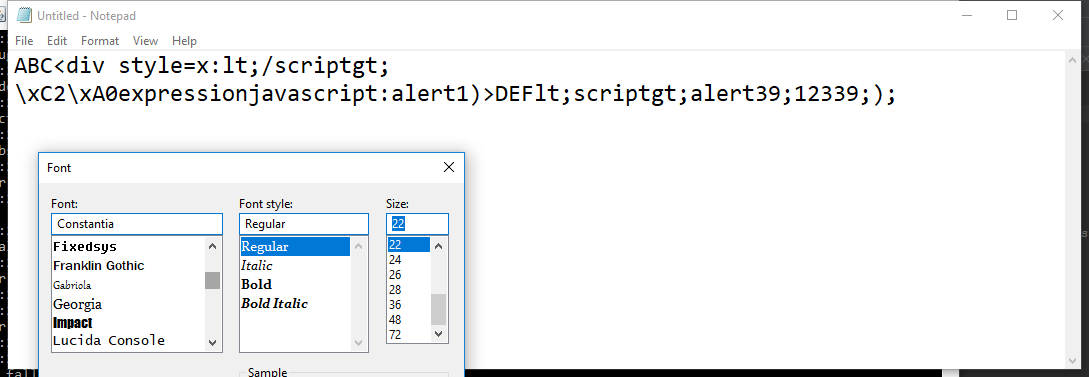 Untitled - Notepad
File Edit Format View Help
ABC<div style=x:lt;/scriptgt;
\xC2\xA0expressionjavascript:alert1)>DEFlt;scriptgt;alert39;12339;);
Font
Font: Font style: Size:
Constantia Regular 22
Fixedsys Regular 22
Franklin Gothic Italic 24
Gabriola Bold 26
Georgia Bold Italic 28
Impact 36
Lucida Console 48
72
Sample